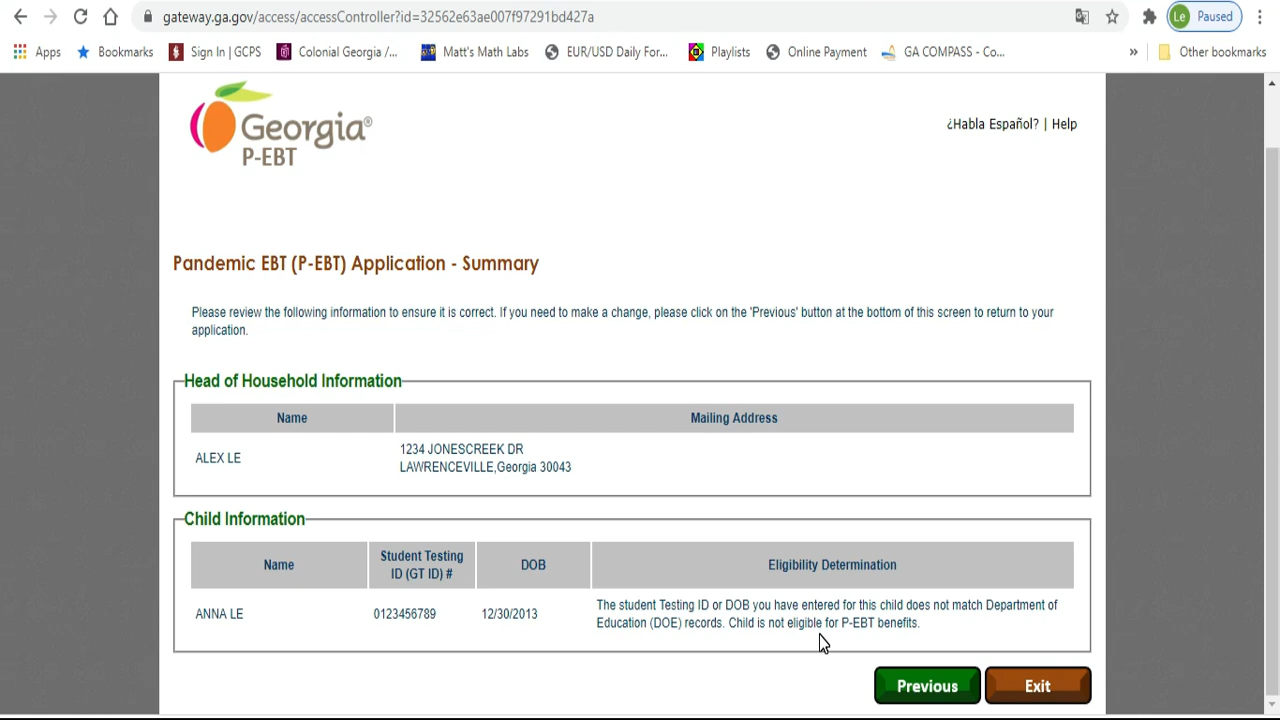 gateway.ga.gov/access/accessController?id=32562e63ae007f97291bd427a
Le Paused
Apps Bookmarks Sign In | GCPS Colonial Georgia /... Matt's Math Labs EUR/USD Daily For... Playlists Online Payment GA COMPASS - Co... » Other bookmarks
Georgia®
P-EBT
¿Habla Español? | Help
Pandemic EBT (P-EBT) Application - Summary
Please review the following information to ensure it is correct. If you need to make a change, please click on the 'Previous' button at the bottom of this screen to return to your
application.
Head of Household Information
Name Mailing Address
ALEX LE
1234 JONESCREEK DR
LAWRENCEVILLE,Georgia 30043
Child Information
Name
Student Testing
ID (GT ID) #
DOB
Eligibility Determination
ANNA LE
0123456789
12/30/2013
The student Testing ID or DOB you have entered for this child does not match Department of
Education (DOE) records. Child is not eligible for P-EBT benefits.
Previous Exit